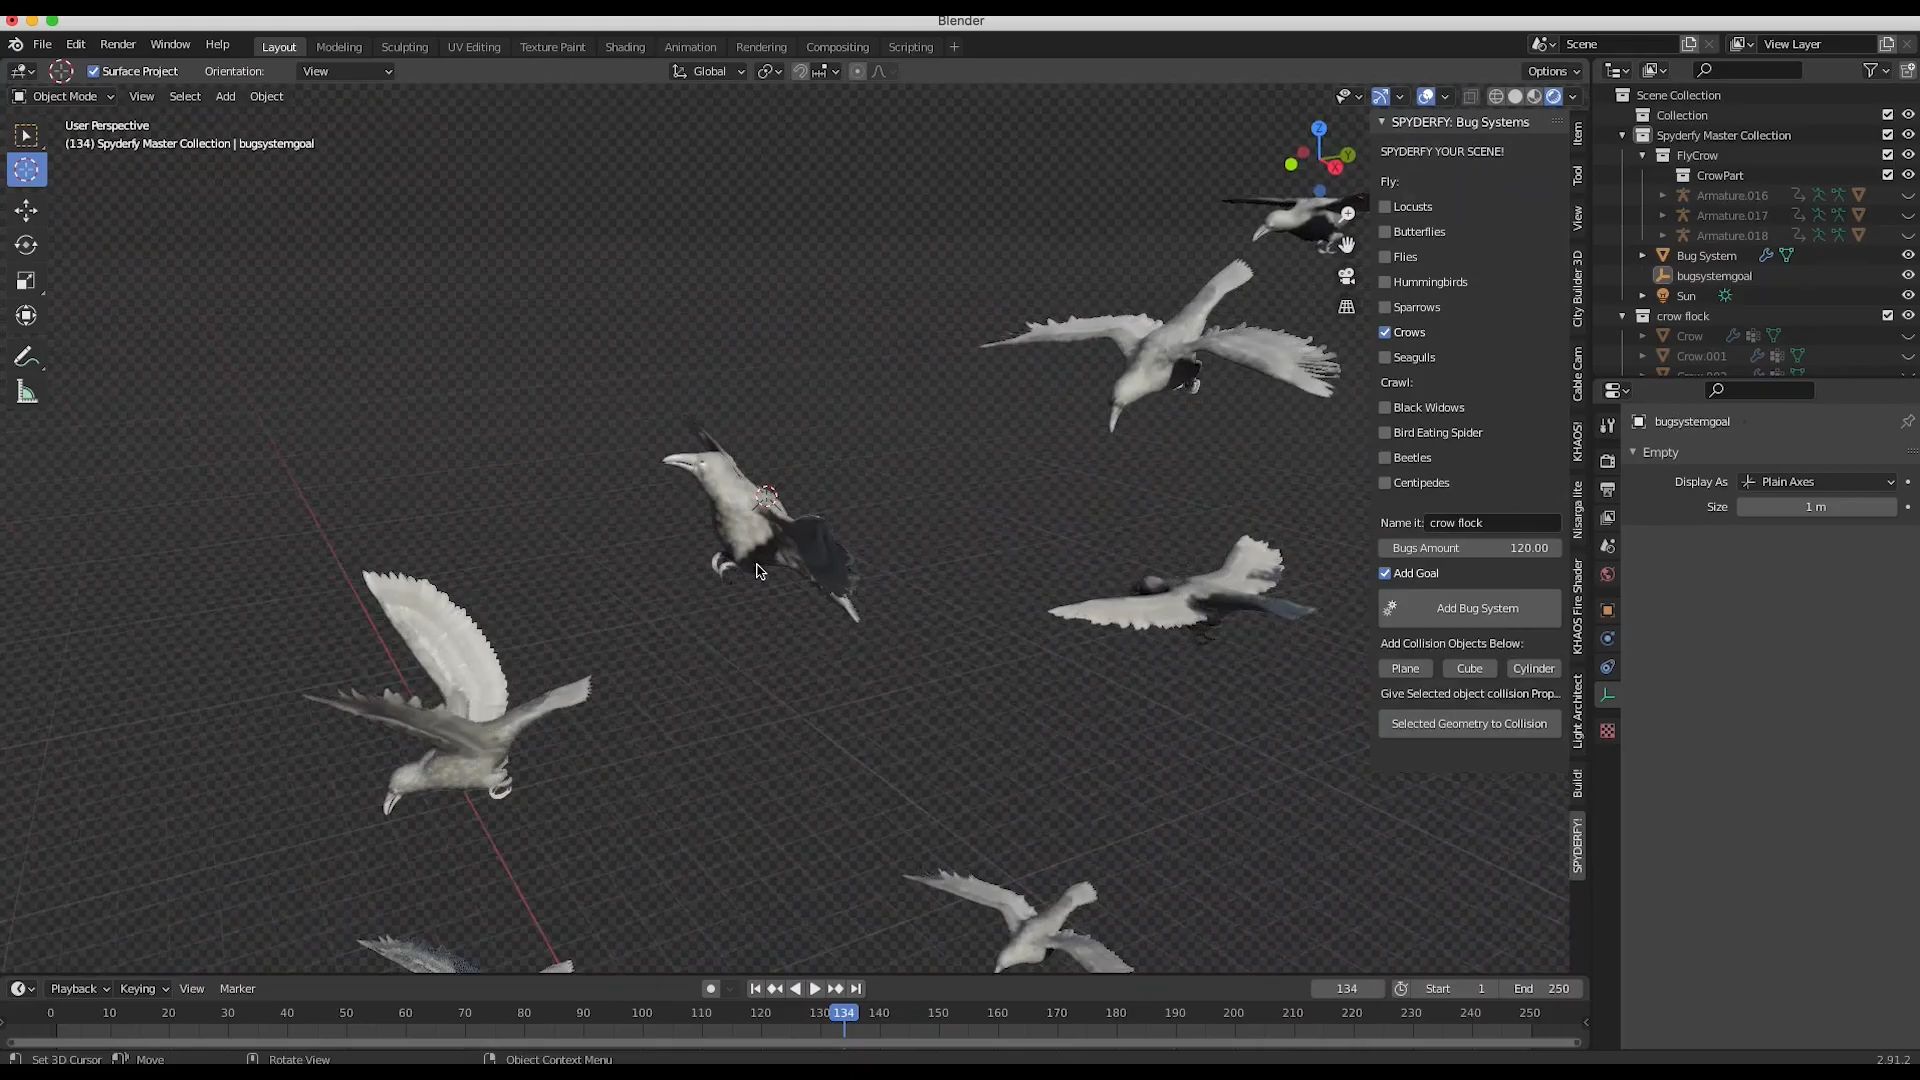 Blender
File Edit Render Window Help
Layout Modeling Sculpting UV Editing Texture Paint Shading Animation Rendering Compositing Scripting +
Scene
View Layer
Surface Project Orientation: View
Global
Options
Object Mode View Select Add Object
User Perspective
(134) Spyderfy Master Collection | bugsystemgoal
Z
Y
X
SPYDERFY: Bug Systems
SPYDERFY YOUR SCENE!
Fly:
Locusts
Butterflies
Flies
Hummingbirds
Sparrows
Crows
Seagulls
Crawl:
Black Widows
Bird Eating Spider
Beetles
Centipedes
Name it: crow flock
Bugs Amount 120.00
Add Goal
Add Bug System
Add Collision Objects Below:
Plane Cube Cylinder
Give Selected object collision Prop...
Selected Geometry to Collision
Item
Tool
View
City Builder 3D
Cable Cam
KHAOS!
Nisarga lite
KHAOS Fire Shader
Light Architect
Build!
SPYDERFY!
Scene Collection
Collection
Spyderfy Master Collection
FlyCrow
CrowPart
Armature.016
Armature.017
Armature.018
Bug System
bugsystemgoal
Sun
crow flock
Crow
Crow.001
bugsystemgoal
Empty
Display As Plain Axes
Size 1 m
Playback Keying View Marker
134
Start 1
End 250
0 10 20 30 40 50 60 70 80 90 100 110 120 130 134 140 150 160 170 180 190 200 210 220 230 240 250
Set 3D Cursor Move Rotate View Object Context Menu
2.91.2